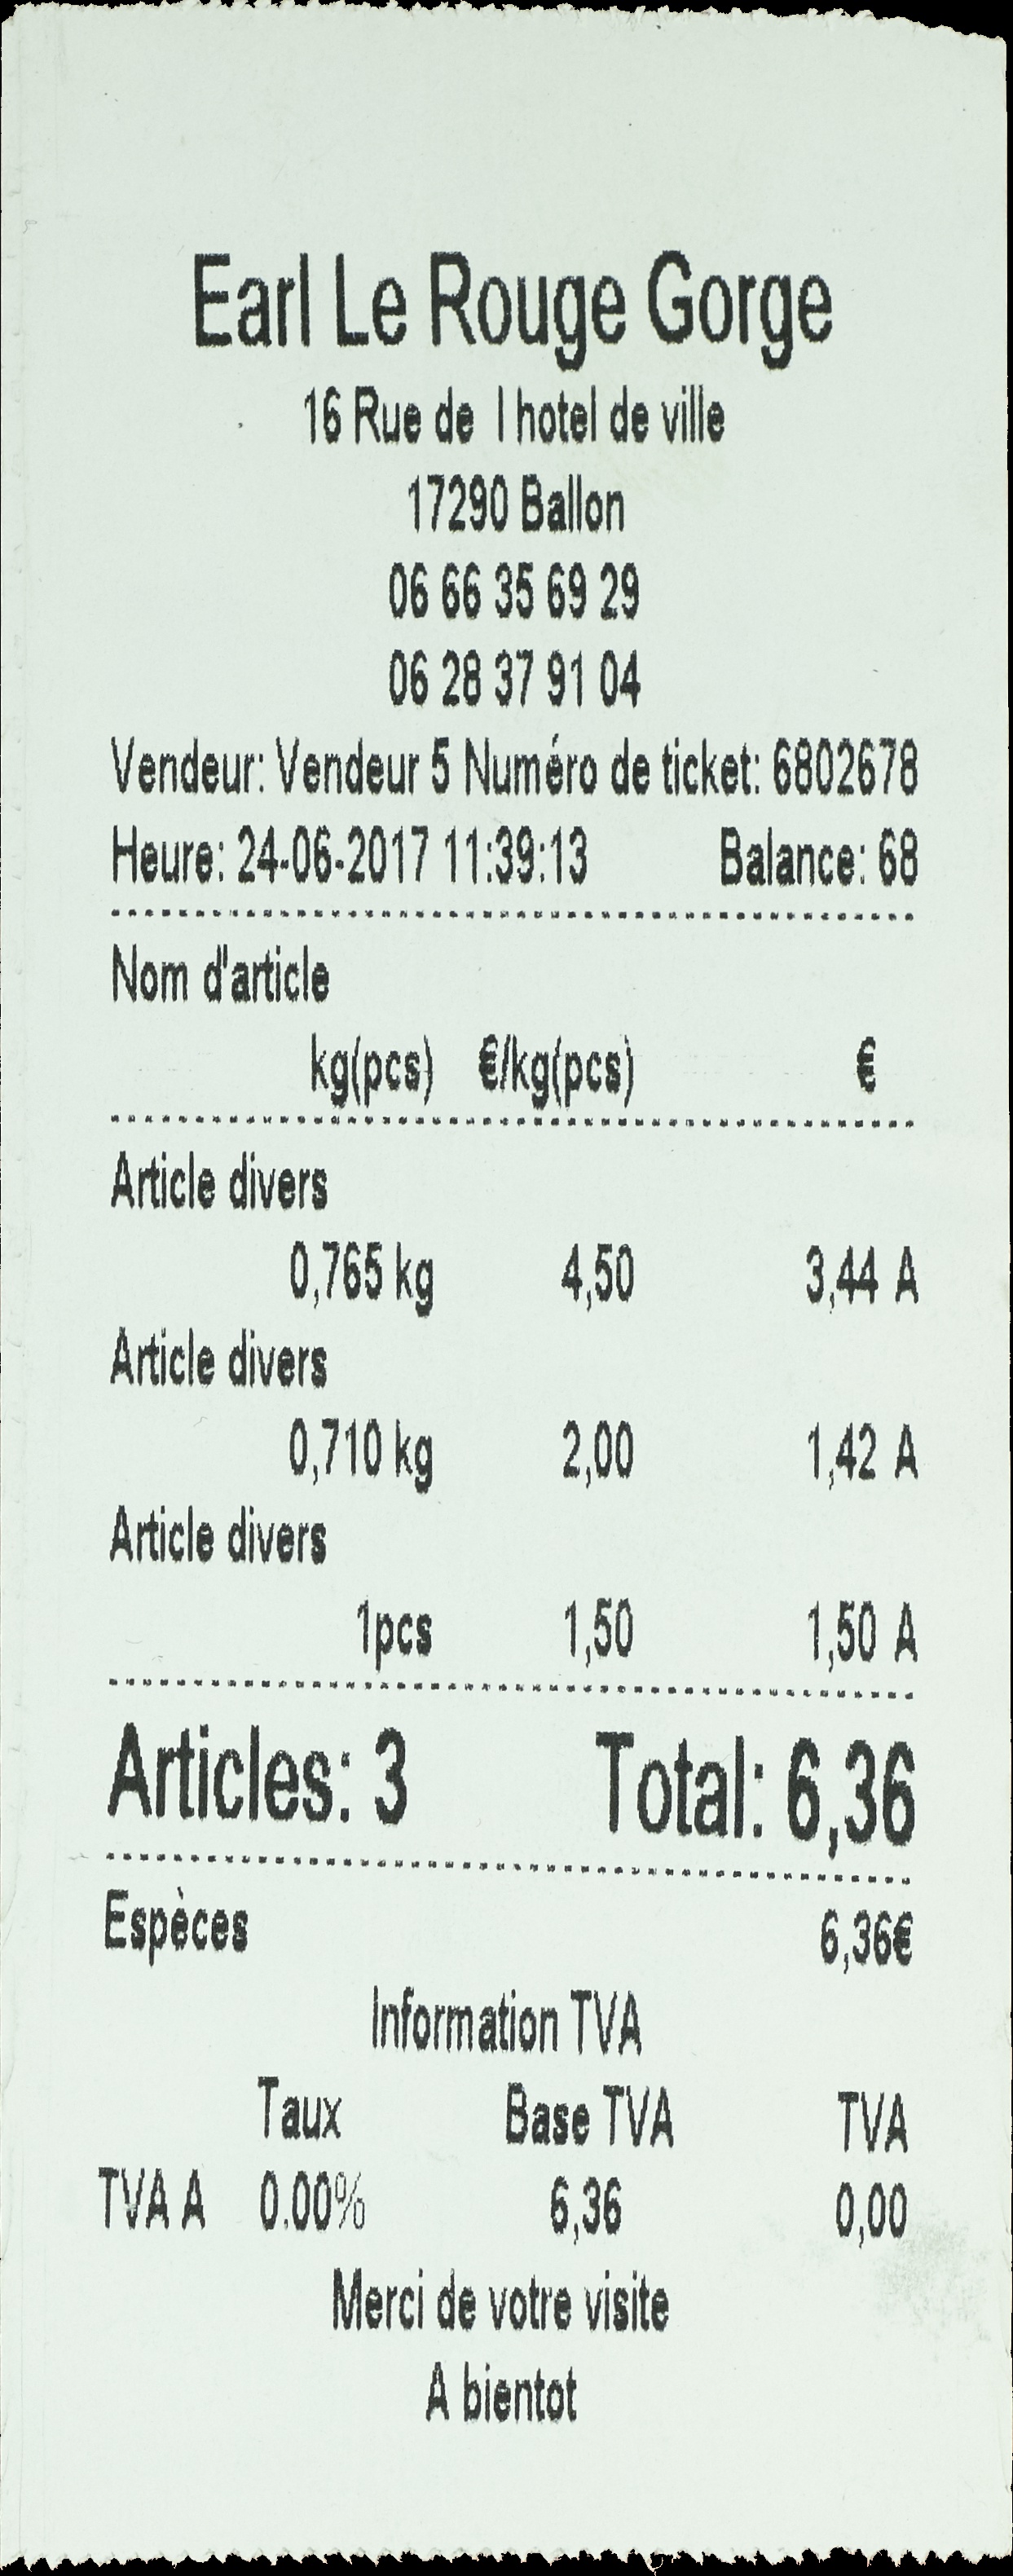 Earl Le Rouge Gorge
16 Rue de l hotel de ville
17290 Ballon
06 66 35 69 29
06 28 37 91 04
Vendeur: Vendeur 5 Numéro de ticket: 6802678
Heure: 24-06-2017 11:39:13 Balance: 68
Nom d'article
kg(pcs) €/kg(pcs) €
Article divers
0,765 kg 4,50 3,44 A
Article divers
0,710 kg 2,00 1,42 A
Article divers
1pcs 1,50 1,50 A
Articles: 3 Total: 6,36
Espèces 6,36€
Information TVA
Taux Base TVA TVA
TVA A 0.00% 6,36 0,00
Merci de votre visite
A bientot